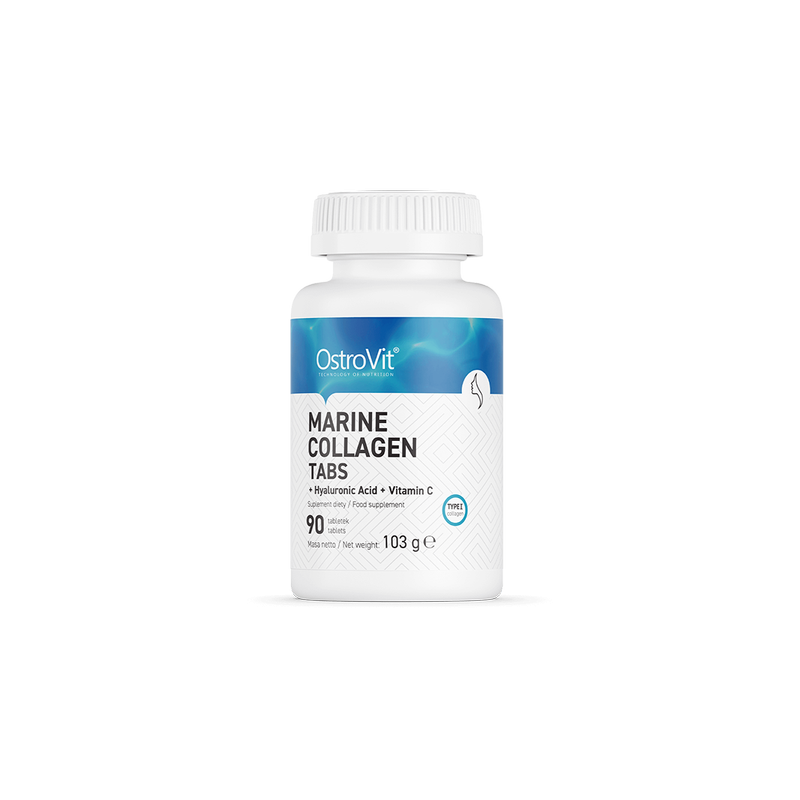 OstroVit®
TECHNOLOGY OF NUTRITION
MARINE
COLLAGEN
TABS
+ Hyaluronic Acid + Vitamin C
Suplement diety / Food supplement
90 tabletek
tablets
Masa netto / Net weight: 103 g ℮
TYPE I
collagen